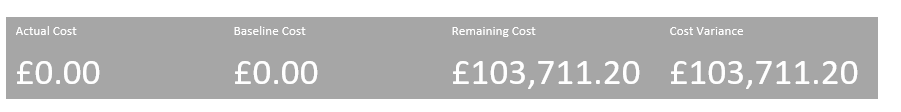 Actual Cost Baseline Cost Remaining Cost Cost Variance
£0.00 £0.00 £103,711.20 £103,711.20